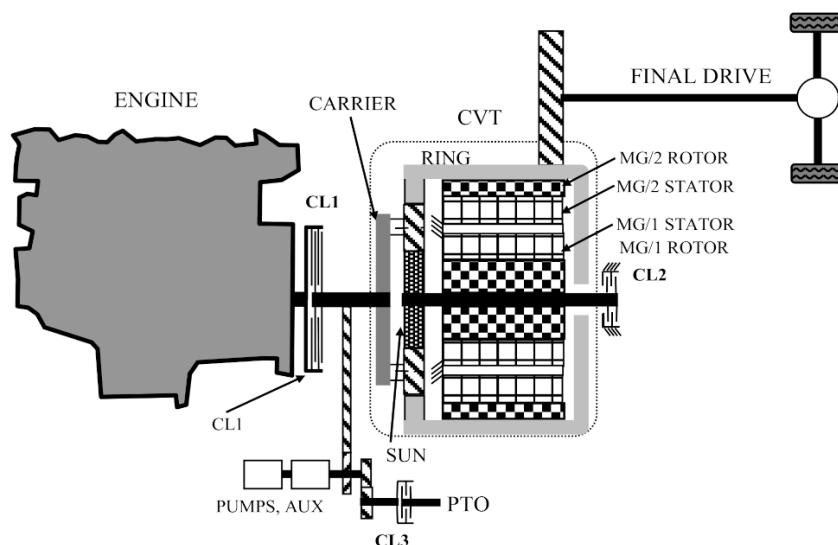 FINAL DRIVE
ENGINE
CARRIER
CVT
RING
MG/2 ROTOR
MG/2 STATOR
CL1
MG/1 STATOR
MG/1 ROTOR
CL2
CL1
SUN
PUMPS, AUX
PTO
CL3